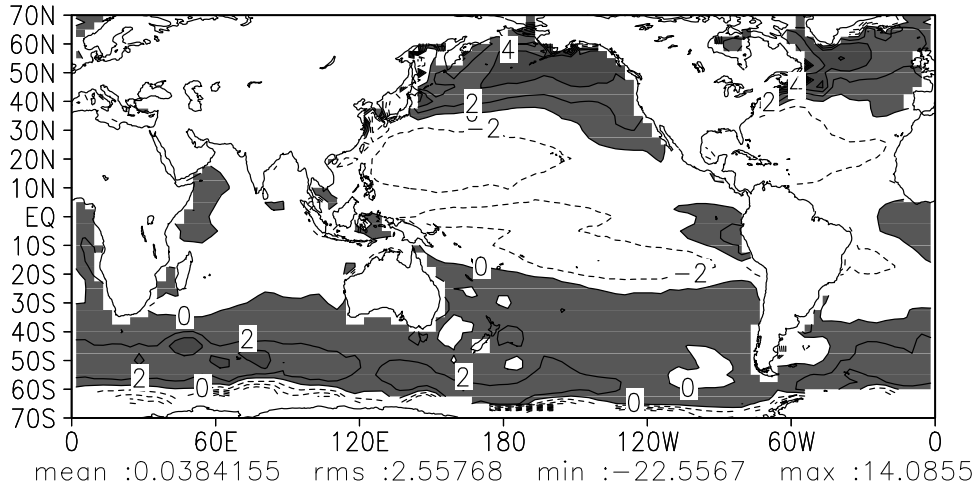 70N
60N
4
50N
4
40N
2
2
0
30N
-2
20N
10N
EQ
10S
0
-2
20S
30S
0
40S
2
50S
2
0
2
0
60S
0
70S
0 60E 120E 180 120W 60W 0
mean :0.0384155 rms :2.55768 min :-22.5567 max :14.0855